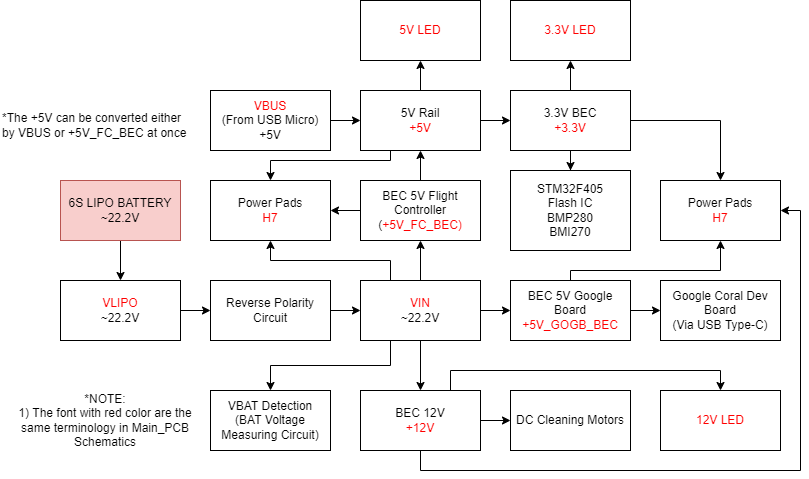 5V LED
3.3V LED
*The +5V can be converted either
by VBUS or +5V_FC_BEC at once
VBUS
(From USB Micro)
+5V
5V Rail
+5V
3.3V BEC
+3.3V
6S LIPO BATTERY
~22.2V
Power Pads
H7
BEC 5V Flight
Controller
(+5V_FC_BEC)
STM32F405
Flash IC
BMP280
BMI270
Power Pads
H7
VLIPO
~22.2V
Reverse Polarity
Circuit
VIN
~22.2V
BEC 5V Google
Board
+5V_GOGB_BEC
Google Coral Dev
Board
(Via USB Type-C)
*NOTE:
1) The font with red color are the
same terminology in Main_PCB
Schematics
VBAT Detection
(BAT Voltage
Measuring Circuit)
BEC 12V
+12V
DC Cleaning Motors
12V LED